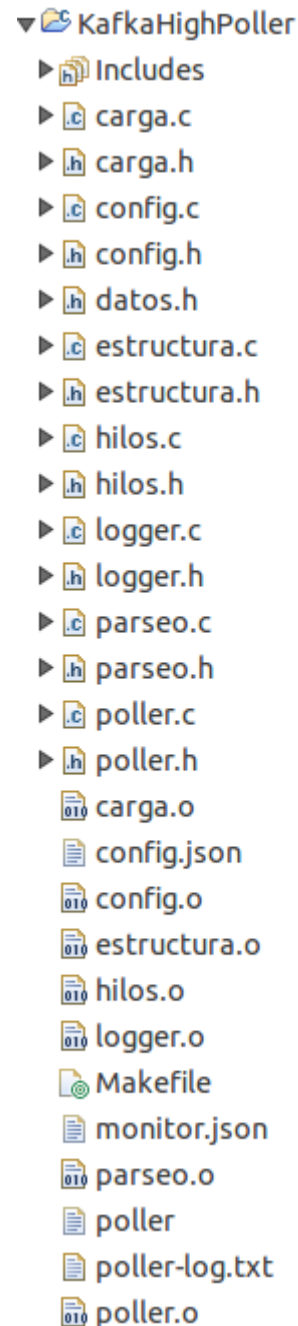 KafkaHighPoller
Includes
carga.c
carga.h
config.c
config.h
datos.h
estructura.c
estructura.h
hilos.c
hilos.h
logger.c
logger.h
parseo.c
parseo.h
poller.c
poller.h
carga.o
config.json
config.o
estructura.o
hilos.o
logger.o
Makefile
monitor.json
parseo.o
poller
poller-log.txt
poller.o